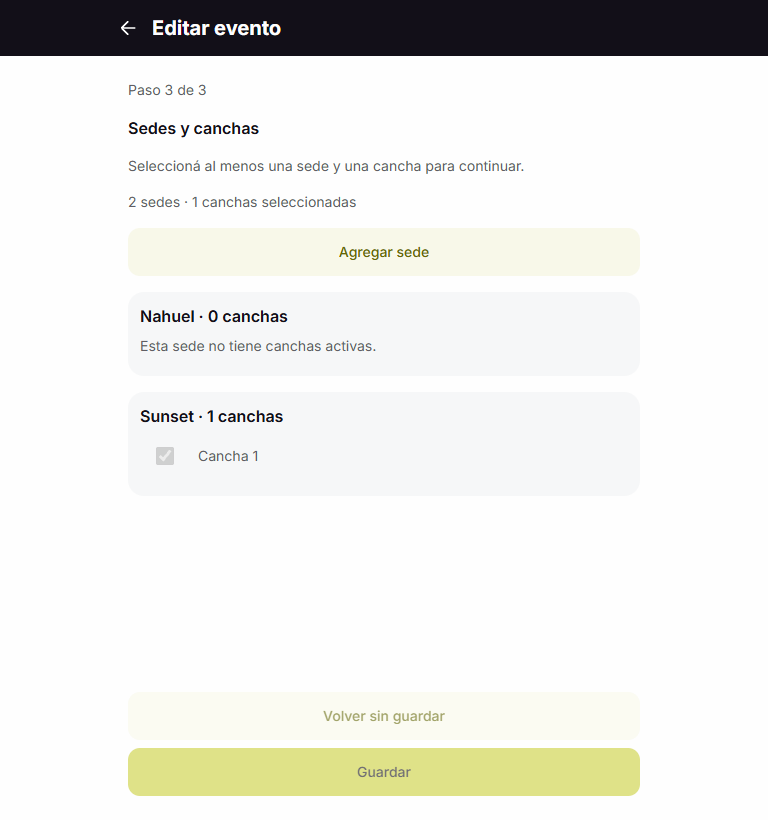 Editar evento
Paso 3 de 3
Sedes y canchas
Seleccioná al menos una sede y una cancha para continuar.
2 sedes · 1 canchas seleccionadas
Agregar sede
Nahuel · 0 canchas
Esta sede no tiene canchas activas.
Sunset · 1 canchas
Cancha 1
Volver sin guardar
Guardar